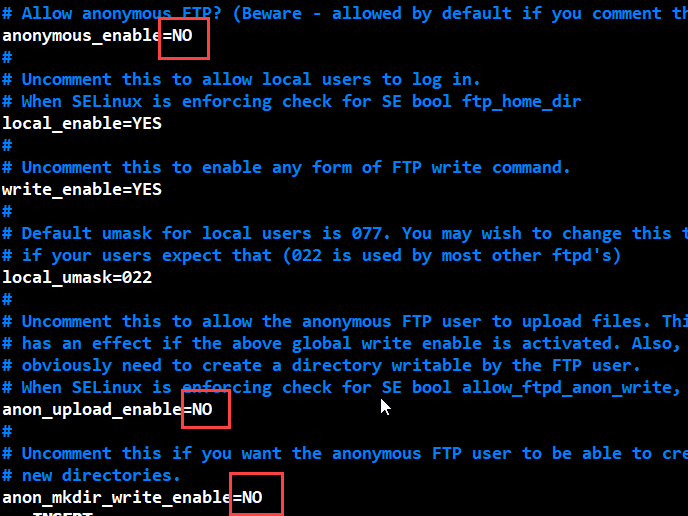 # Allow anonymous FTP? (Beware - allowed by default if you comment th
anonymous_enable=NO
#
# Uncomment this to allow local users to log in.
# When SELinux is enforcing check for SE bool ftp_home_dir
local_enable=YES
#
# Uncomment this to enable any form of FTP write command.
write_enable=YES
#
# Default umask for local users is 077. You may wish to change this t
# if your users expect that (022 is used by most other ftpd's)
local_umask=022
#
# Uncomment this to allow the anonymous FTP user to upload files. Thi
# has an effect if the above global write enable is activated. Also,
# obviously need to create a directory writable by the FTP user.
# When SELinux is enforcing check for SE bool allow_ftpd_anon_write,
anon_upload_enable=NO
#
# Uncomment this if you want the anonymous FTP user to be able to cre
# new directories.
anon_mkdir_write_enable=NO
-- INSERT --